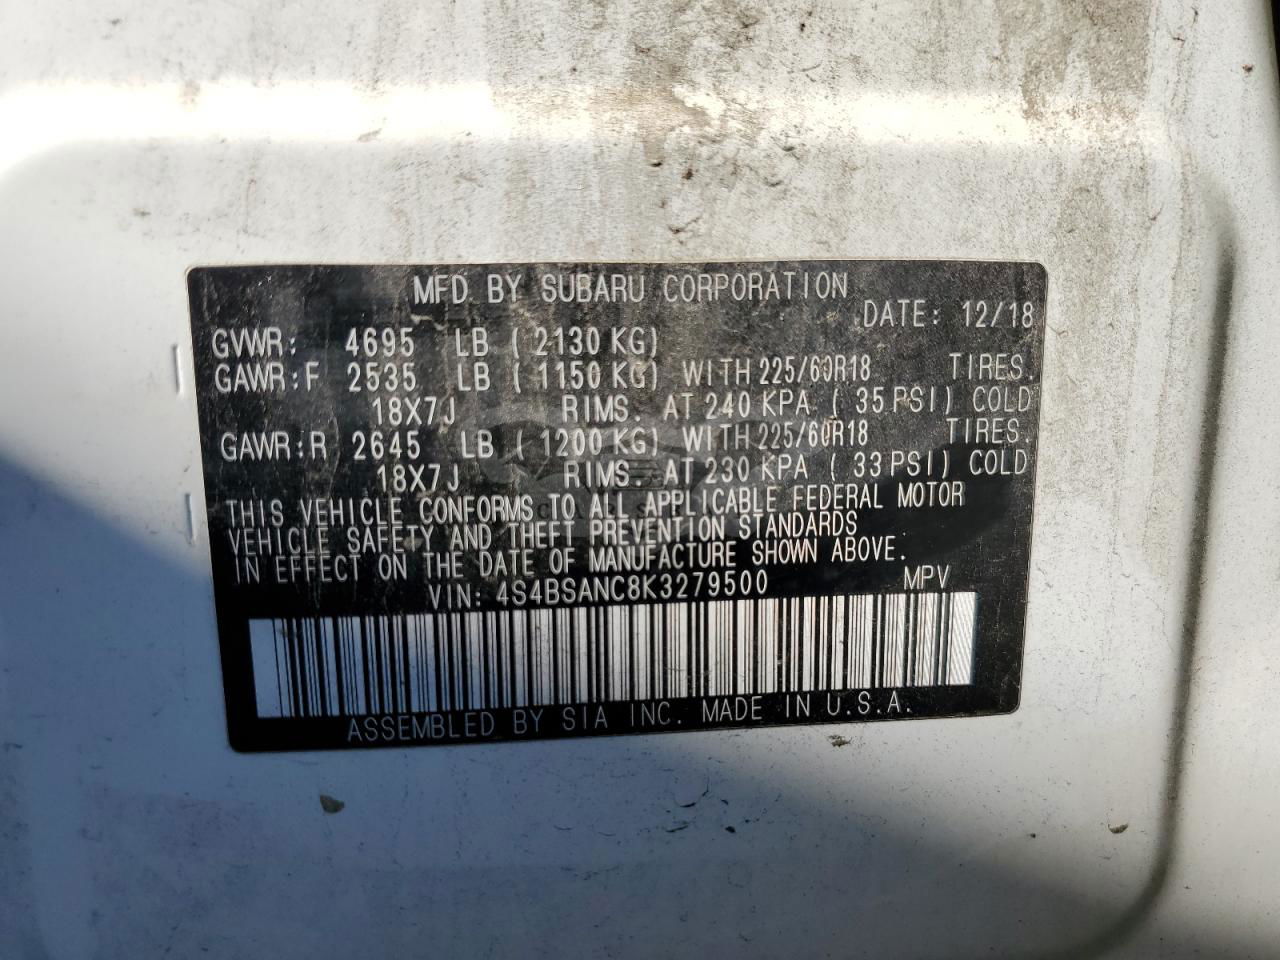 MFD. BY SUBARU CORPORATION
DATE: 12/18
GVWR: 4695 LB ( 2130 KG)
GAWR:F 2535 LB ( 1150 KG) WITH 225/60R18 TIRES.
18X7J RIMS. AT 240 KPA ( 35 PSI) COLD
GAWR:R 2645 LB ( 1200 KG) WITH 225/60R18 TIRES.
18X7J RIMS. AT 230 KPA ( 33 PSI) COLD
THIS VEHICLE CONFORMS TO ALL APPLICABLE FEDERAL MOTOR
VEHICLE SAFETY AND THEFT PREVENTION STANDARDS
IN EFFECT ON THE DATE OF MANUFACTURE SHOWN ABOVE.
VIN: 4S4BSANC8K3279500 MPV
ASSEMBLED BY SIA INC. MADE IN U.S.A.